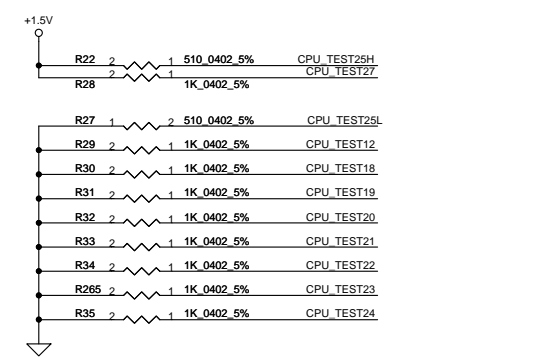 +1.5V
R22 2 1 510_0402_5% CPU_TEST25H
2 1 CPU_TEST27
R28 1K_0402_5%
R27 1 2 510_0402_5% CPU_TEST25L
R29 2 1 1K_0402_5% CPU_TEST12
R30 2 1 1K_0402_5% CPU_TEST18
R31 2 1 1K_0402_5% CPU_TEST19
R32 2 1 1K_0402_5% CPU_TEST20
R33 2 1 1K_0402_5% CPU_TEST21
R34 2 1 1K_0402_5% CPU_TEST22
R265 2 1 1K_0402_5% CPU_TEST23
R35 2 1 1K_0402_5% CPU_TEST24